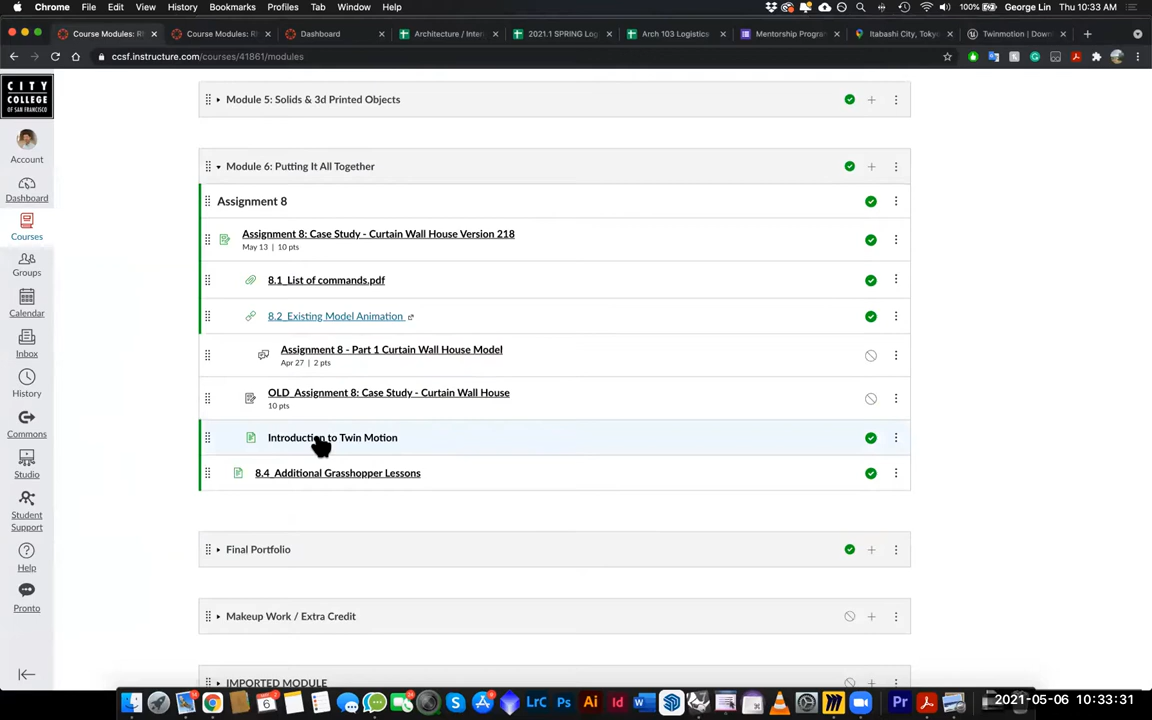 Chrome File Edit View History Bookmarks Profiles Tab Window Help
100% Thu 10:33 AM George Lin
Course Modules: RI
Course Modules: RI
Dashboard
Architecture / Inter
2021.1 SPRING Log
Arch 103 Logistics
Mentorship Progra
Itabashi City, Tokyo
Twinmotion | Down
ccsf.instructure.com/courses/41861/modules
CITY
COLLEGE
OF SAN FRANCISCO
Account
Dashboard
Courses
Groups
Calendar
Inbox
History
Commons
Studio
Student
Support
Help
Pronto
Module 5: Solids & 3d Printed Objects
Module 6: Putting It All Together
Assignment 8
Assignment 8: Case Study - Curtain Wall House Version 218
May 13 | 10 pts
8.1_List of commands.pdf
8.2_Existing Model Animation
Assignment 8 - Part 1 Curtain Wall House Model
Apr 27 | 2 pts
OLD_Assignment 8: Case Study - Curtain Wall House
10 pts
Introduction to Twin Motion
8.4_Additional Grasshopper Lessons
Final Portfolio
Makeup Work / Extra Credit
IMPORTED MODULE
LrC Ps Ai Id W Pr
2021-05-06 10:33:31